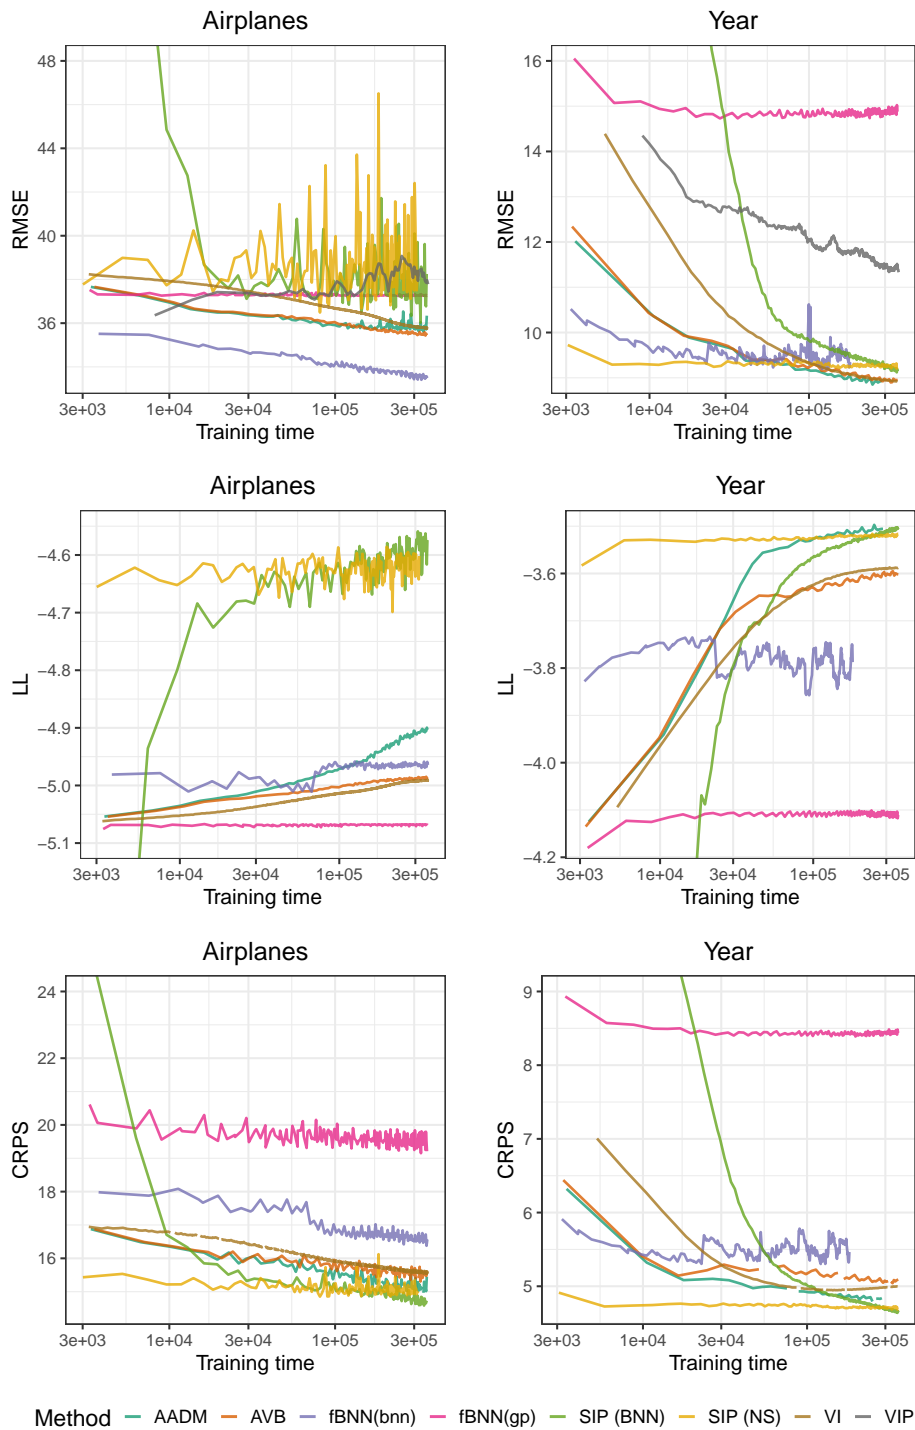 Airplanes
48
44
40
36
RMSE
3e+03 1e+04 3e+04 1e+05 3e+05
Training time
Year
16
14
12
10
RMSE
3e+03 1e+04 3e+04 1e+05 3e+05
Training time
Airplanes
−4.6
−4.7
−4.8
−4.9
−5.0
−5.1
LL
3e+03 1e+04 3e+04 1e+05 3e+05
Training time
Year
−3.6
−3.8
−4.0
−4.2
LL
3e+03 1e+04 3e+04 1e+05 3e+05
Training time
Airplanes
24
22
20
18
16
CRPS
3e+03 1e+04 3e+04 1e+05 3e+05
Training time
Year
9
8
7
6
5
CRPS
3e+03 1e+04 3e+04 1e+05 3e+05
Training time
Method AADM AVB fBNN(bnn) fBNN(gp) SIP (BNN) SIP (NS) VI VIP